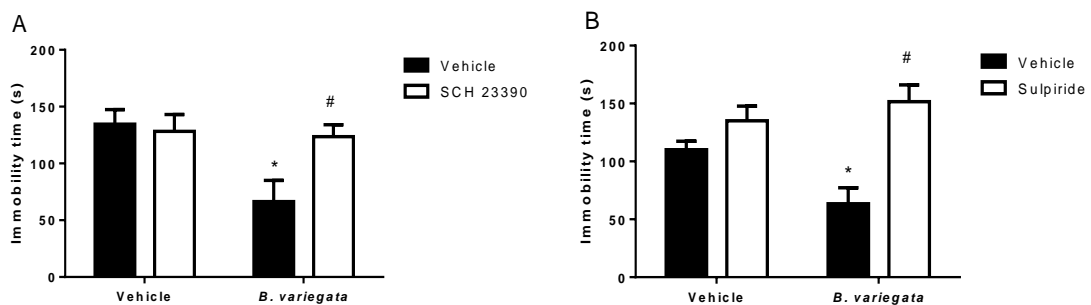 A
Immobility time (s)
200
150
100
50
0
*
#
Vehicle
B. variegata
Vehicle
SCH 23390
B
Immobility time (s)
200
150
100
50
0
*
#
Vehicle
B. variegata
Vehicle
Sulpiride